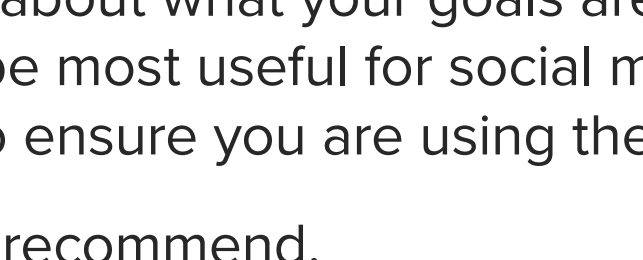 about what your goals are
be most useful for social m
o ensure you are using the
recommend.